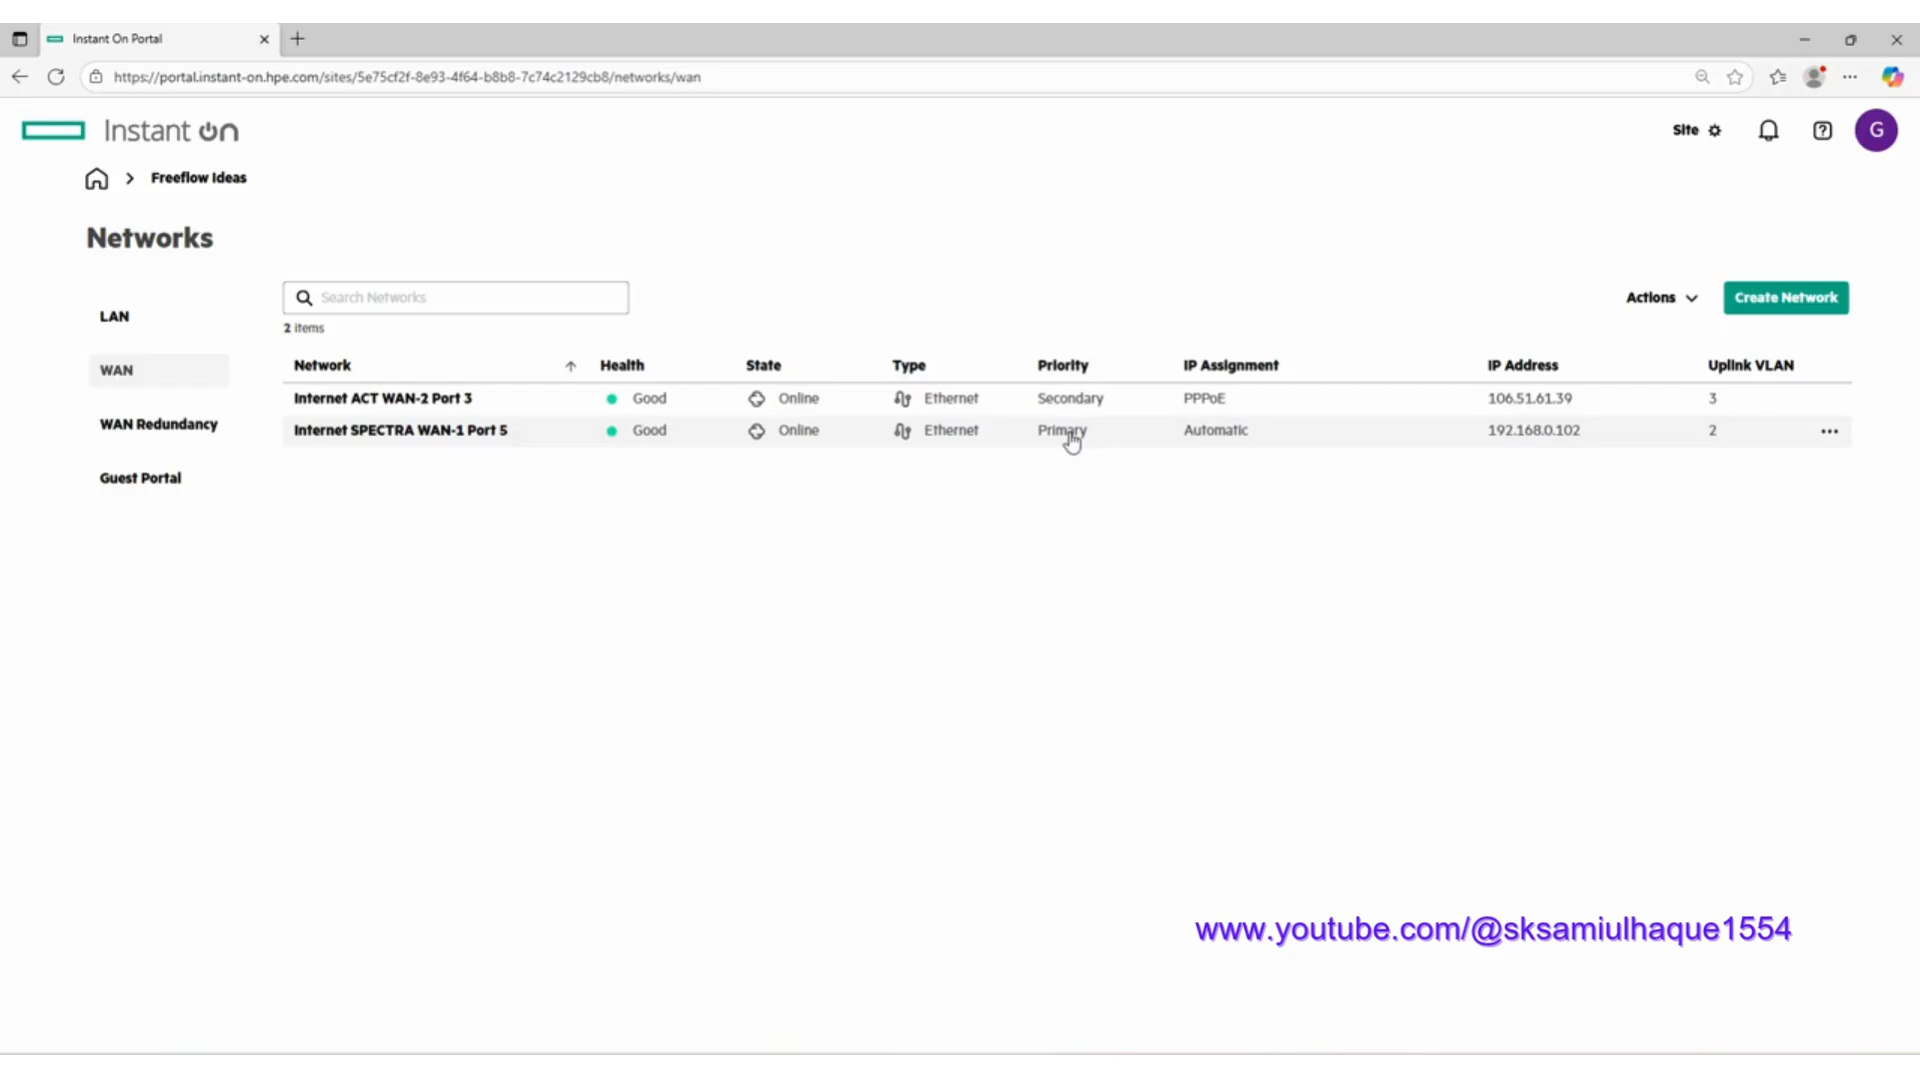 Instant On Portal
https://portal.instant-on.hpe.com/sites/5e75cf2f-8e93-4f64-b8b8-7c74c2129cb8/networks/wan
Instant on
Site
G
Freeflow Ideas
Networks
LAN
WAN
WAN Redundancy
Guest Portal
Search Networks
Actions
Create Network
2 items
Network Health State Type Priority IP Assignment IP Address Uplink VLAN
Internet ACT WAN-2 Port 3 Good Online Ethernet Secondary PPPoE 106.51.61.39 3
Internet SPECTRA WAN-1 Port 5 Good Online Ethernet Primary Automatic 192.168.0.102 2
www.youtube.com/@sksamiulhaque1554